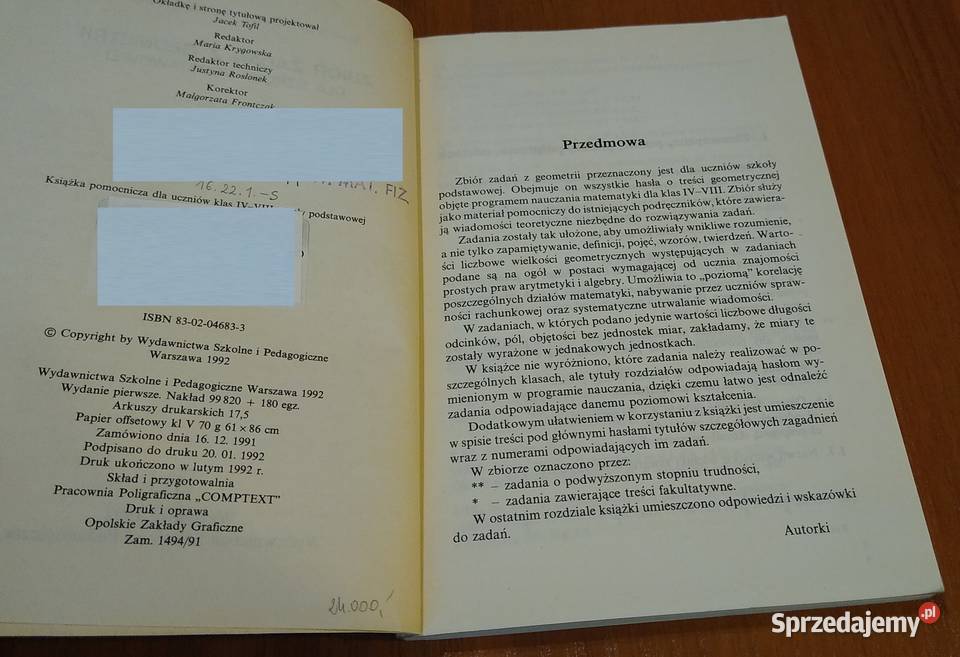 Okładkę i stronę tytułową projektował
Jacek Tofil
Redaktor
Maria Krygowska
Redaktor techniczny
Justyna Roslonek
Korektor
Małgorzata Frontczak
MAT. FIZ
16.22.1.-S
Książka pomocnicza dla uczniów klas IV–VIII podstawowej
ISBN 83-02-04683-3
© Copyright by Wydawnictwa Szkolne i Pedagogiczne
Warszawa 1992
Wydawnictwa Szkolne i Pedagogiczne Warszawa 1992
Wydanie pierwsze. Nakład 99 820 + 180 egz.
Arkuszy drukarskich 17,5
Papier offsetowy kl V 70 g 61 × 86 cm
Zamówiono dnia 16. 12. 1991
Podpisano do druku 20. 01. 1992
Druk ukończono w lutym 1992 r.
Skład i przygotowalnia
Pracownia Poligraficzna „COMPTEXT”
Druk i oprawa
Opolskie Zakłady Graficzne
Zam. 1494/91
24.000,-
Przedmowa
Zbiór zadań z geometrii przeznaczony jest dla uczniów szkoły
podstawowej. Obejmuje on wszystkie hasła o treści geometrycznej
objęte programem nauczania matematyki dla klas IV–VIII. Zbiór służy
jako materiał pomocniczy do istniejących podręczników, które zawiera-
ją wiadomości teoretyczne niezbędne do rozwiązywania zadań.
Zadania zostały tak ułożone, aby umożliwiały wnikliwe rozumienie,
a nie tylko zapamiętywanie, definicji, pojęć, wzorów, twierdzeń. Warto-
ści liczbowe wielkości geometrycznych występujących w zadaniach
podane są na ogół w postaci wymagającej od ucznia znajomości
prostych praw arytmetyki i algebry. Umożliwia to „poziomą” korelację
poszczególnych działów matematyki, nabywanie przez uczniów spraw-
ności rachunkowej oraz systematyczne utrwalanie wiadomości.
W zadaniach, w których podano jedynie wartości liczbowe długości
odcinków, pól, objętości bez jednostek miar, zakładamy, że miary te
zostały wyrażone w jednakowych jednostkach.
W książce nie wyróżniono, które zadania należy realizować w po-
szczególnych klasach, ale tytuły rozdziałów odpowiadają hasłom wy-
mienionym w programie nauczania, dzięki czemu łatwo jest odnaleźć
zadania odpowiadające danemu poziomowi kształcenia.
Dodatkowym ułatwieniem w korzystaniu z książki jest umieszczenie
w spisie treści pod głównymi hasłami tytułów szczegółowych zagadnień
wraz z numerami odpowiadających im zadań.
W zbiorze oznaczono przez:
** – zadania o podwyższonym stopniu trudności,
* – zadania zawierające treści fakultatywne.
W ostatnim rozdziale książki umieszczono odpowiedzi i wskazówki
do zadań.
Autorki
Sprzedajemy.pl